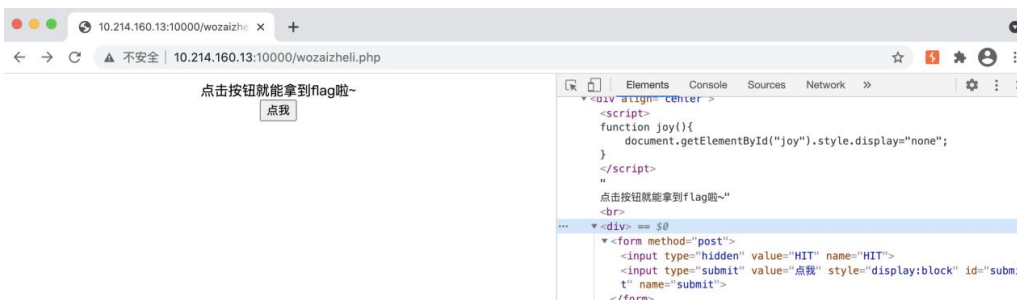 10.214.160.13:10000/wozaizhe
不安全 | 10.214.160.13:10000/wozaizheli.php
点击按钮就能拿到flag啦~
点我
Elements Console Sources Network »
▾<div align="center">
<script>
function joy(){
document.getElementById("joy").style.display="none";
}
</script>
"
点击按钮就能拿到flag啦~"
<br>
… ▾<div> == $0
▾<form method="post">
<input type="hidden" value="HIT" name="HIT">
<input type="submit" value="点我" style="display:block" id="submi
t" name="submit">
</form>